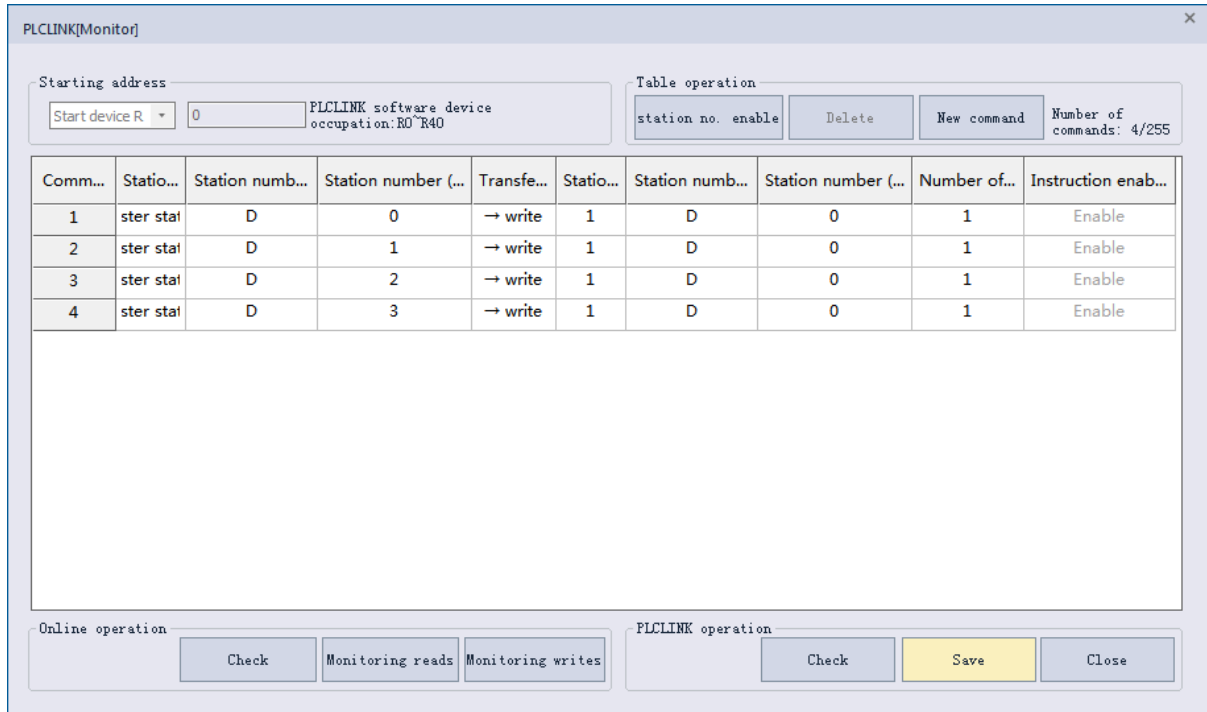 PLCLINK[Monitor]
Starting address
Start device R
0
PLCLINK software device
occupation:R0~R40
Table operation
station no. enable
Delete
New command
Number of
commands: 4/255
Comm... Statio... Station numb... Station number (... Transfe... Statio... Station numb... Station number (... Number of... Instruction enab...
1 ster stat D 0 → write 1 D 0 1 Enable
2 ster stat D 1 → write 1 D 0 1 Enable
3 ster stat D 2 → write 1 D 0 1 Enable
4 ster stat D 3 → write 1 D 0 1 Enable
Online operation
Check
Monitoring reads
Monitoring writes
PLCLINK operation
Check
Save
Close